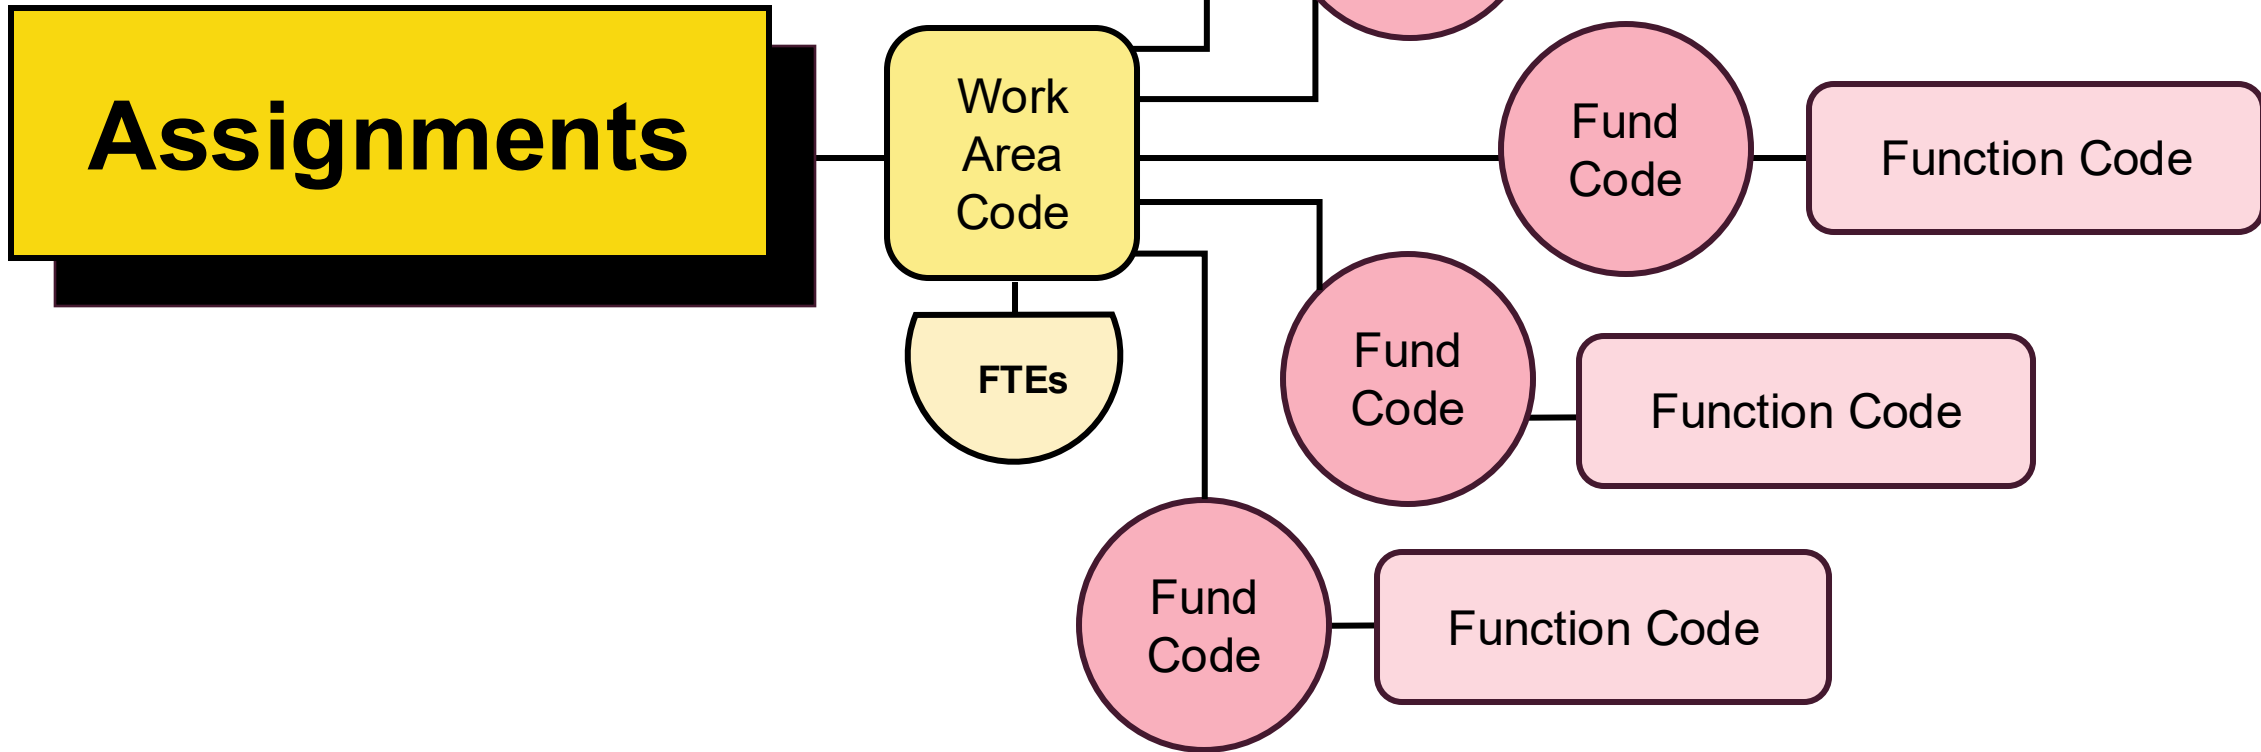 Assignments
Work
Area
Code
FTEs
Fund
Code
Function Code
Fund
Code
Function Code
Fund
Code
Function Code